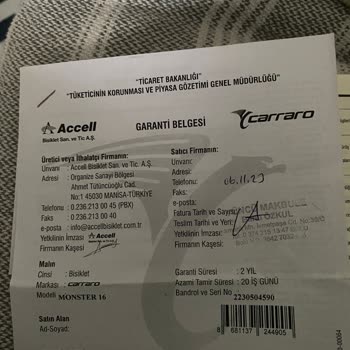 "TİCARET BAKANLIĞI"
"TÜKETİCİNİN KORUNMASI VE PİYASA GÖZETİMİ GENEL MÜDÜRLÜĞÜ"
Accell
Bisiklet San. ve Tic A.Ş.
GARANTİ BELGESİ
carraro
Üretici veya İthalatçı Firmanın:
Unvanı : Accell Bisiklet San. ve Tic. A.Ş.
Adresi : Organize Sanayi Bölgesi
Ahmet Tütüncüoğlu Cad.
No:1 45030 MANİSA-TÜRKİYE
Telefonu : 0.236 213 00 45 (PBX)
Faks : 0.236 213 00 40
e-posta : info@accellbisiklet.com.tr
Yetkilinin İmzası :
Firmanın Kaşesi :
Accell
Satıcı Firmanın:
Unvanı:
Adresi:
Telefonu:
Faks:
e-posta:
Fatura Tarih ve Sayısı:
Teslim Tarihi ve Yeri:
Yetkilinin İmzası:
Firmanın Kaşesi:
06.11.23
MAKBULE
ÖZKUL
Malın
Cinsi : Bisiklet
Markası : carraro
Modeli MONSTER 16
Garanti Süresi : 2 YIL
Azami Tamir Süresi : 20 İŞ GÜNÜ
Bandrol ve Seri No :
2230504590
8 681137 244905
Satın Alan
Ad-Soyad: